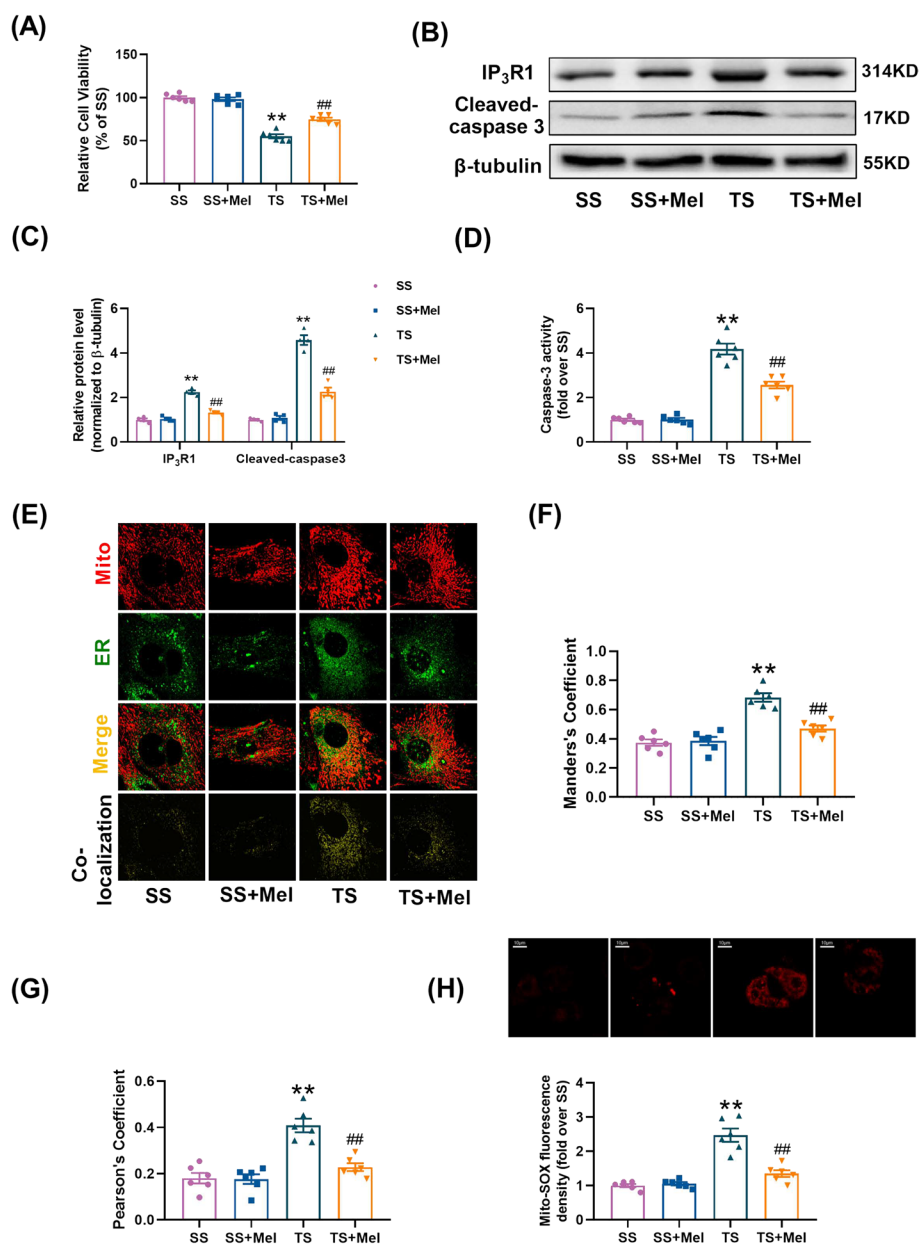 (A)
Relative Cell Viability
(% of SS)
150
100
50
0
**
##
SS
SS+Mel
TS
TS+Mel
(B)
IP3R1
314KD
Cleaved-
caspase 3
17KD
β-tubulin
55KD
SS
SS+Mel
TS
TS+Mel
(C)
Relative protein level
(normalized to β-tubulin)
6
4
2
0
**
##
**
##
IP3R1
Cleaved-caspase3
SS
SS+Mel
TS
TS+Mel
(D)
Caspase-3 activity
(fold over SS)
6
4
2
0
**
##
SS
SS+Mel
TS
TS+Mel
(E)
Mito
ER
Merge
Co-
localization
SS
SS+Mel
TS
TS+Mel
(F)
Manders's Coefficient
1.0
0.8
0.6
0.4
0.2
0.0
**
##
SS
SS+Mel
TS
TS+Mel
(G)
Pearson's Coefficient
0.6
0.4
0.2
0.0
**
##
SS
SS+Mel
TS
TS+Mel
(H)
10μm
10μm
10μm
10μm
Mito-SOX fluorescence
density (fold over SS)
5
4
3
2
1
0
**
##
SS
SS+Mel
TS
TS+Mel